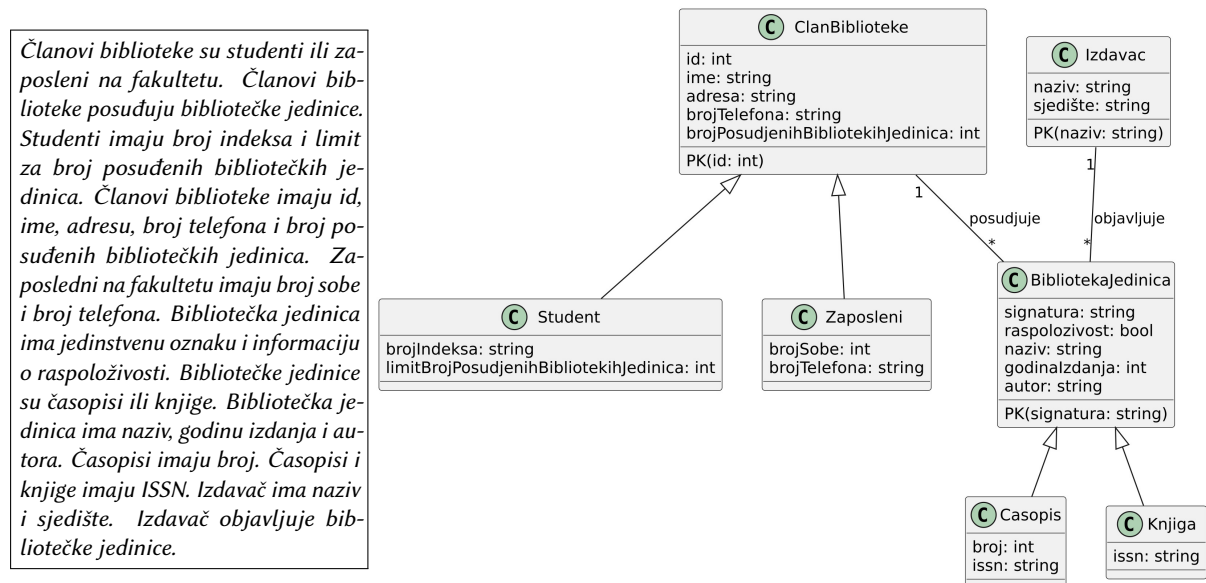 Članovi biblioteke su studenti ili za-
posleni na fakultetu. Članovi bib-
lioteke posuđuju bibliotečke jedinice.
Studenti imaju broj indeksa i limit
za broj posuđenih bibliotečkih je-
dinica. Članovi biblioteke imaju id,
ime, adresu, broj telefona i broj po-
suđenih bibliotečkih jedinica. Za-
posledni na fakultetu imaju broj sobe
i broj telefona. Bibliotečka jedinica
ima jedinstvenu oznaku i informaciju
o raspoloživosti. Bibliotečke jedinice
su časopisi ili knjige. Bibliotečka je-
dinica ima naziv, godinu izdanja i au-
tora. Časopisi imaju broj. Časopisi i
knjige imaju ISSN. Izdavač ima naziv
i sjedište. Izdavač objavljuje bib-
liotečke jedinice.
C ClanBiblioteke
id: int
ime: string
adresa: string
brojTelefona: string
brojPosudjenihBibliotekihJedinica: int
PK(id: int)
C Izdavac
naziv: string
sjedište: string
PK(naziv: string)
1
posudjuje
*
1
objavljuje
*
C Student
brojIndeksa: string
limitBrojPosudjenihBibliotekihJedinica: int
C Zaposleni
brojSobe: int
brojTelefona: string
C BibliotekaJedinica
signatura: string
raspolozivost: bool
naziv: string
godinaIzdanja: int
autor: string
PK(signatura: string)
C Casopis
broj: int
issn: string
C Knjiga
issn: string